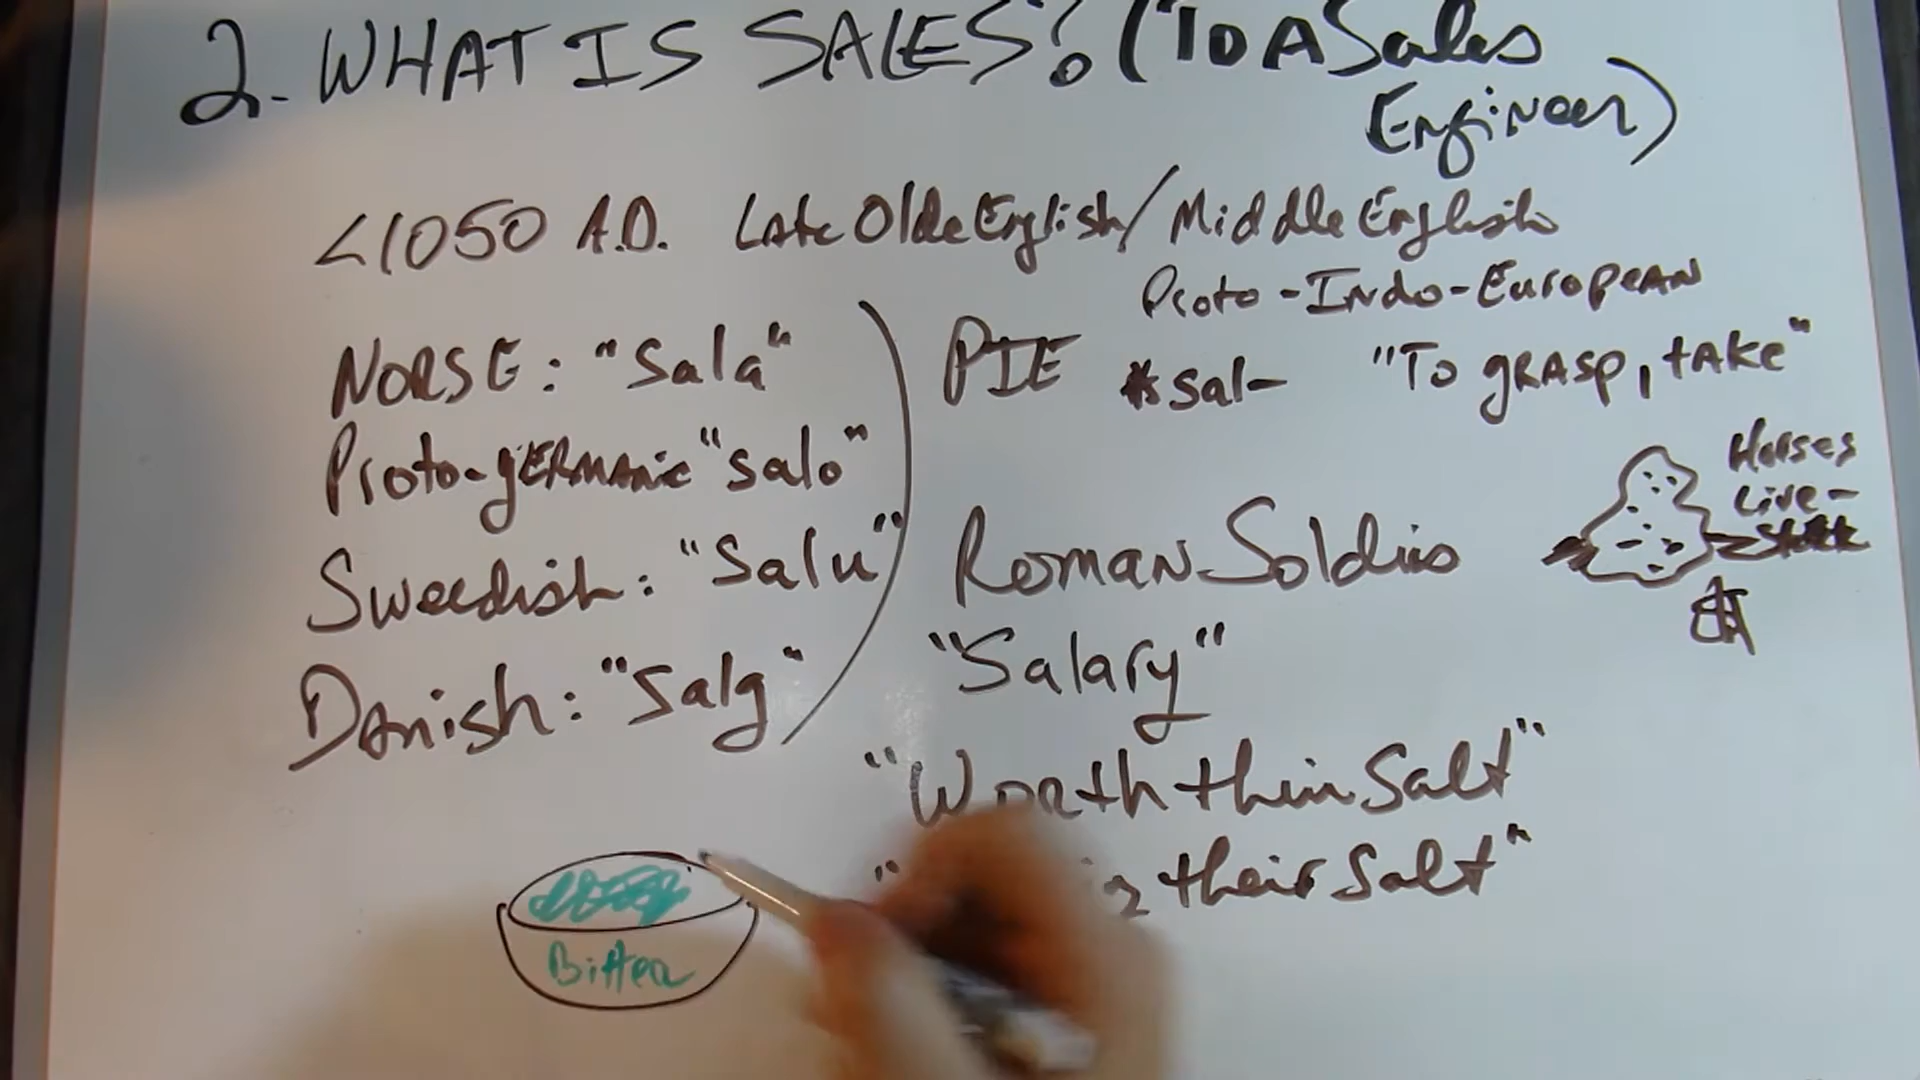 2. WHAT IS SALES? (TO A Sales
Engineer)
<1050 A.D. Late Olde English/Middle English
Proto-Indo-European
NORSE: "Sala"
PIE *sal- "To grasp, take"
Proto-germanic "salo"
Horses
Live-
Swedish: "Salu"
Roman Soldiers
Danish: "Salg"
"Salary"
"Worth their Salt"
their Salt"
Bitter